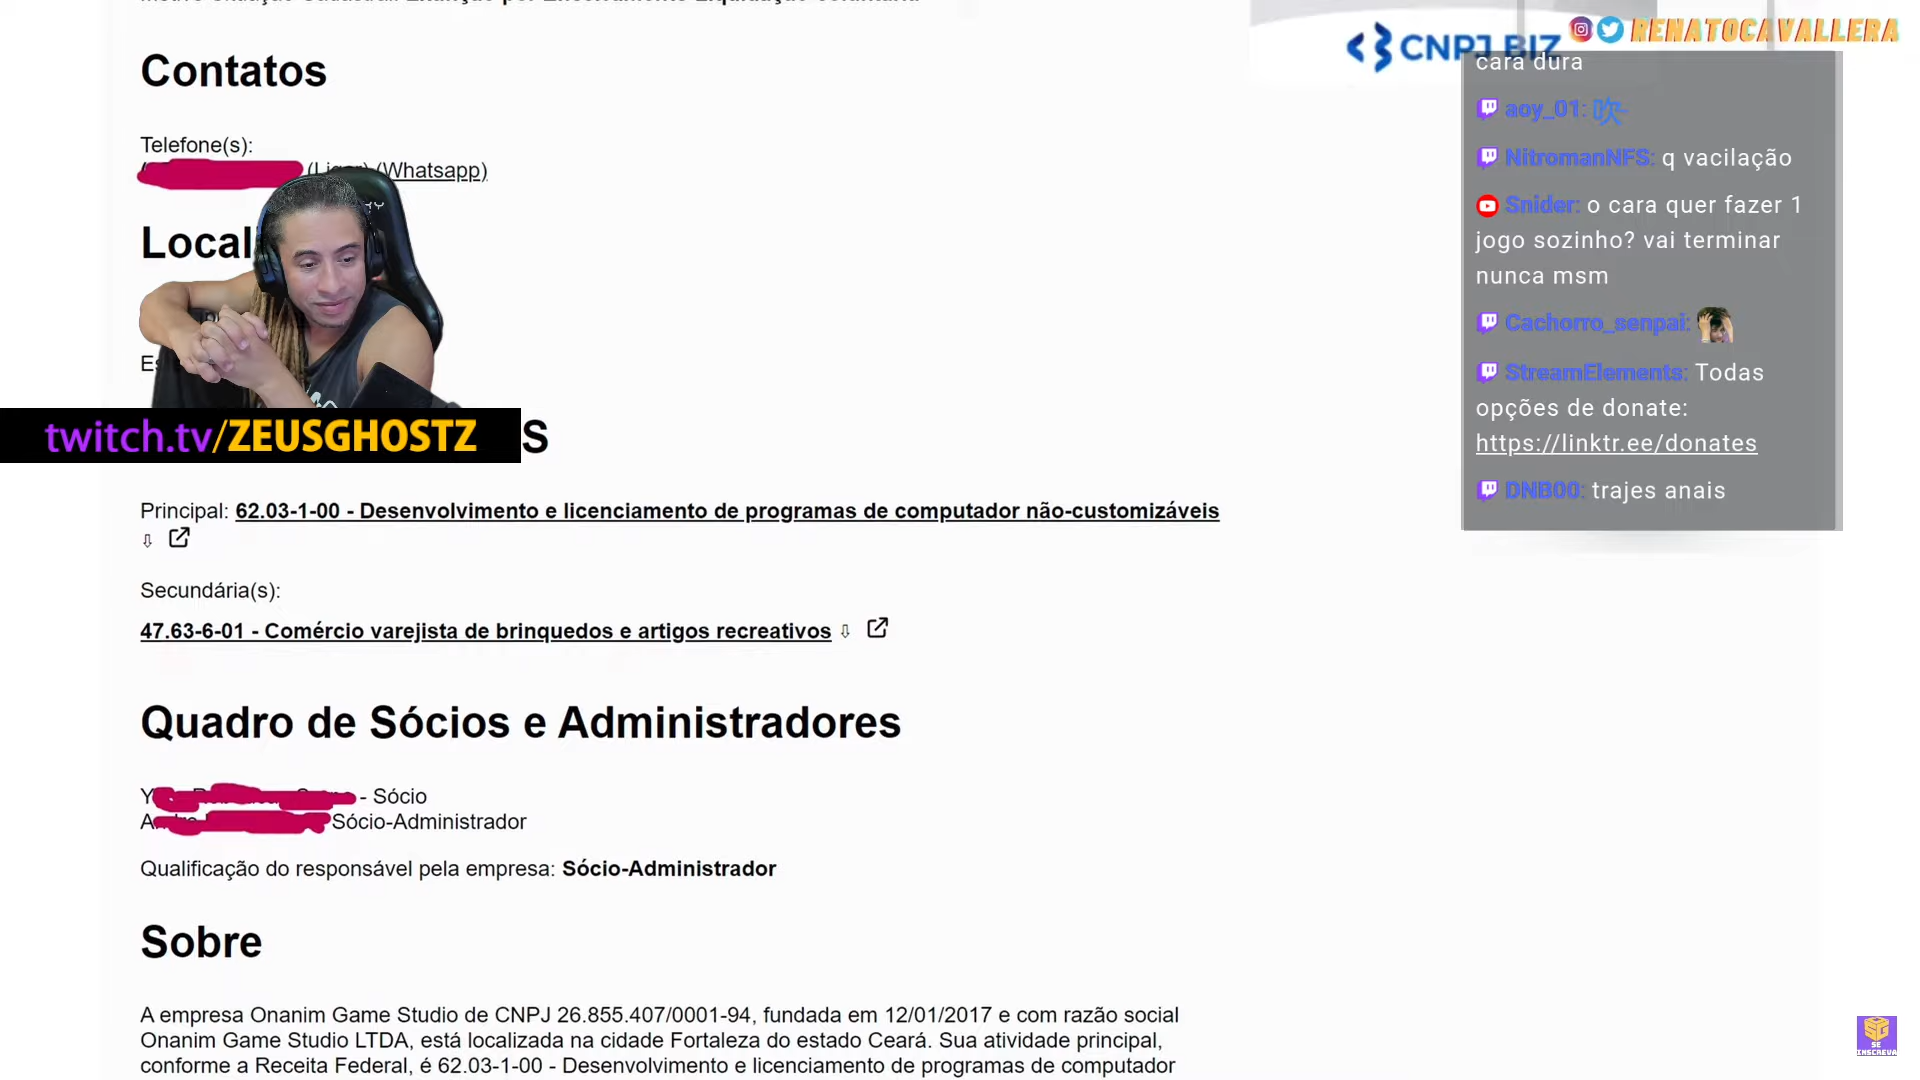 Contatos
Telefone(s):
(Whatsapp)
twitch.tv/ZEUSGHOSTZ
Principal: 62.03-1-00 - Desenvolvimento e licenciamento de programas de computador não-customizáveis
Secundária(s):
47.63-6-01 - Comércio varejista de brinquedos e artigos recreativos
Quadro de Sócios e Administradores
- Sócio
Sócio-Administrador
Qualificação do responsável pela empresa: Sócio-Administrador
Sobre
A empresa Onanim Game Studio de CNPJ 26.855.407/0001-94, fundada em 12/01/2017 e com razão social
Onanim Game Studio LTDA, está localizada na cidade Fortaleza do estado Ceará. Sua atividade principal,
conforme a Receita Federal, é 62.03-1-00 - Desenvolvimento e licenciamento de programas de computador
CNPJ BIZ
RENATOCAVALLERA
cara dura
aoy_01: 吹
NitromanNFS: q vacilação
Snider: o cara quer fazer 1
jogo sozinho? vai terminar
nunca msm
Cachorro_senpai:
StreamElements: Todas
opções de donate:
https://linktr.ee/donates
DNB00: trajes anais
SG
SE
INSCREVA